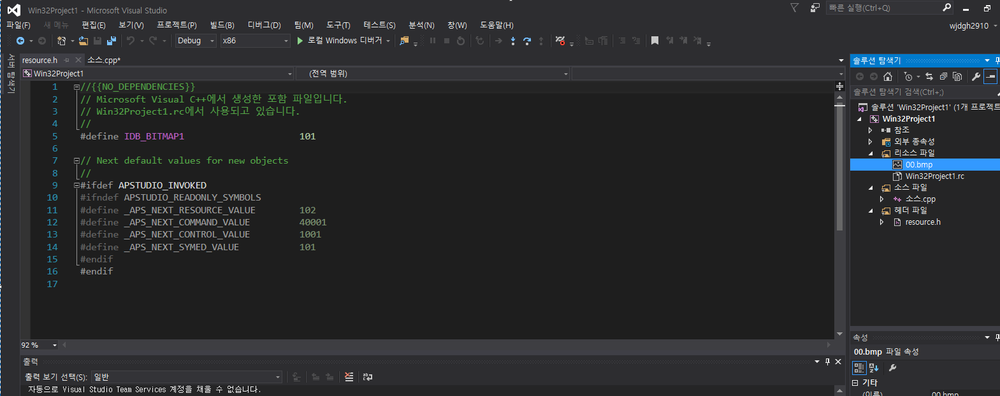 Win32Project1 - Microsoft Visual Studio
빠른 실행(Ctrl+Q)
파일(F) 새 메뉴 편집(E) 보기(V) 프로젝트(P) 빌드(B) 디버그(D) 팀(M) 도구(T) 테스트(S) 분석(N) 창(W) 도움말(H)
wjdgh2910
Debug x86 로컬 Windows 디버거
서버 탐색기
resource.h 소스.cpp*
Win32Project1 (전역 범위)
1 //{{NO_DEPENDENCIES}}
2 // Microsoft Visual C++에서 생성한 포함 파일입니다.
3 // Win32Project1.rc에서 사용되고 있습니다.
4 //
5 #define IDB_BITMAP1 101
6
7 // Next default values for new objects
8 //
9 #ifdef APSTUDIO_INVOKED
10 #ifndef APSTUDIO_READONLY_SYMBOLS
11 #define _APS_NEXT_RESOURCE_VALUE 102
12 #define _APS_NEXT_COMMAND_VALUE 40001
13 #define _APS_NEXT_CONTROL_VALUE 1001
14 #define _APS_NEXT_SYMED_VALUE 101
15 #endif
16 #endif
17
92 %
출력
출력 보기 선택(S): 일반
자동으로 Visual Studio Team Services 계정을 채울 수 없습니다.
솔루션 탐색기
솔루션 탐색기 검색(Ctrl+;)
솔루션 'Win32Project1' (1개 프로젝트
Win32Project1
참조
외부 종속성
리소스 파일
00.bmp
Win32Project1.rc
소스 파일
소스.cpp
헤더 파일
resource.h
속성
00.bmp 파일 속성
기타
(이름) 00.bmp